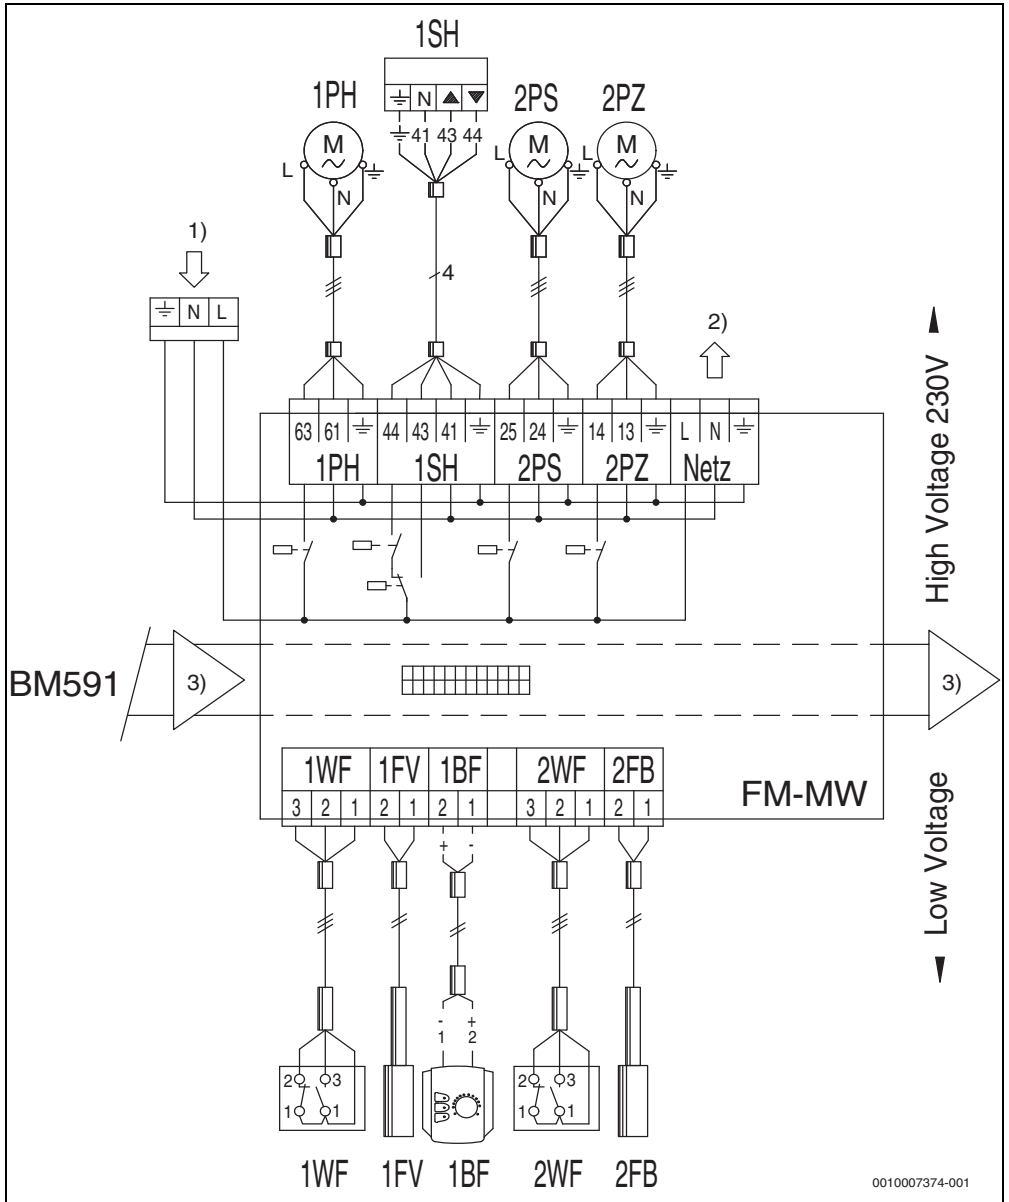 1SH
1PH
2PS
2PZ
N
41 43 44
M
L
N
M
L
N
M
L
N
1)
4
N L
2)
63 61
44 43 41
25 24
14 13
L N
1PH
1SH
2PS
2PZ
Netz
High Voltage 230V
BM591
3)
3)
1WF
1FV
1BF
2WF
2FB
FM-MW
3 2 1
2 1
2 1
3 2 1
2 1
+ -
Low Voltage
- +
1 2
2 3
1 1
2 3
1 1
1WF
1FV
1BF
2WF
2FB
0010007374-001